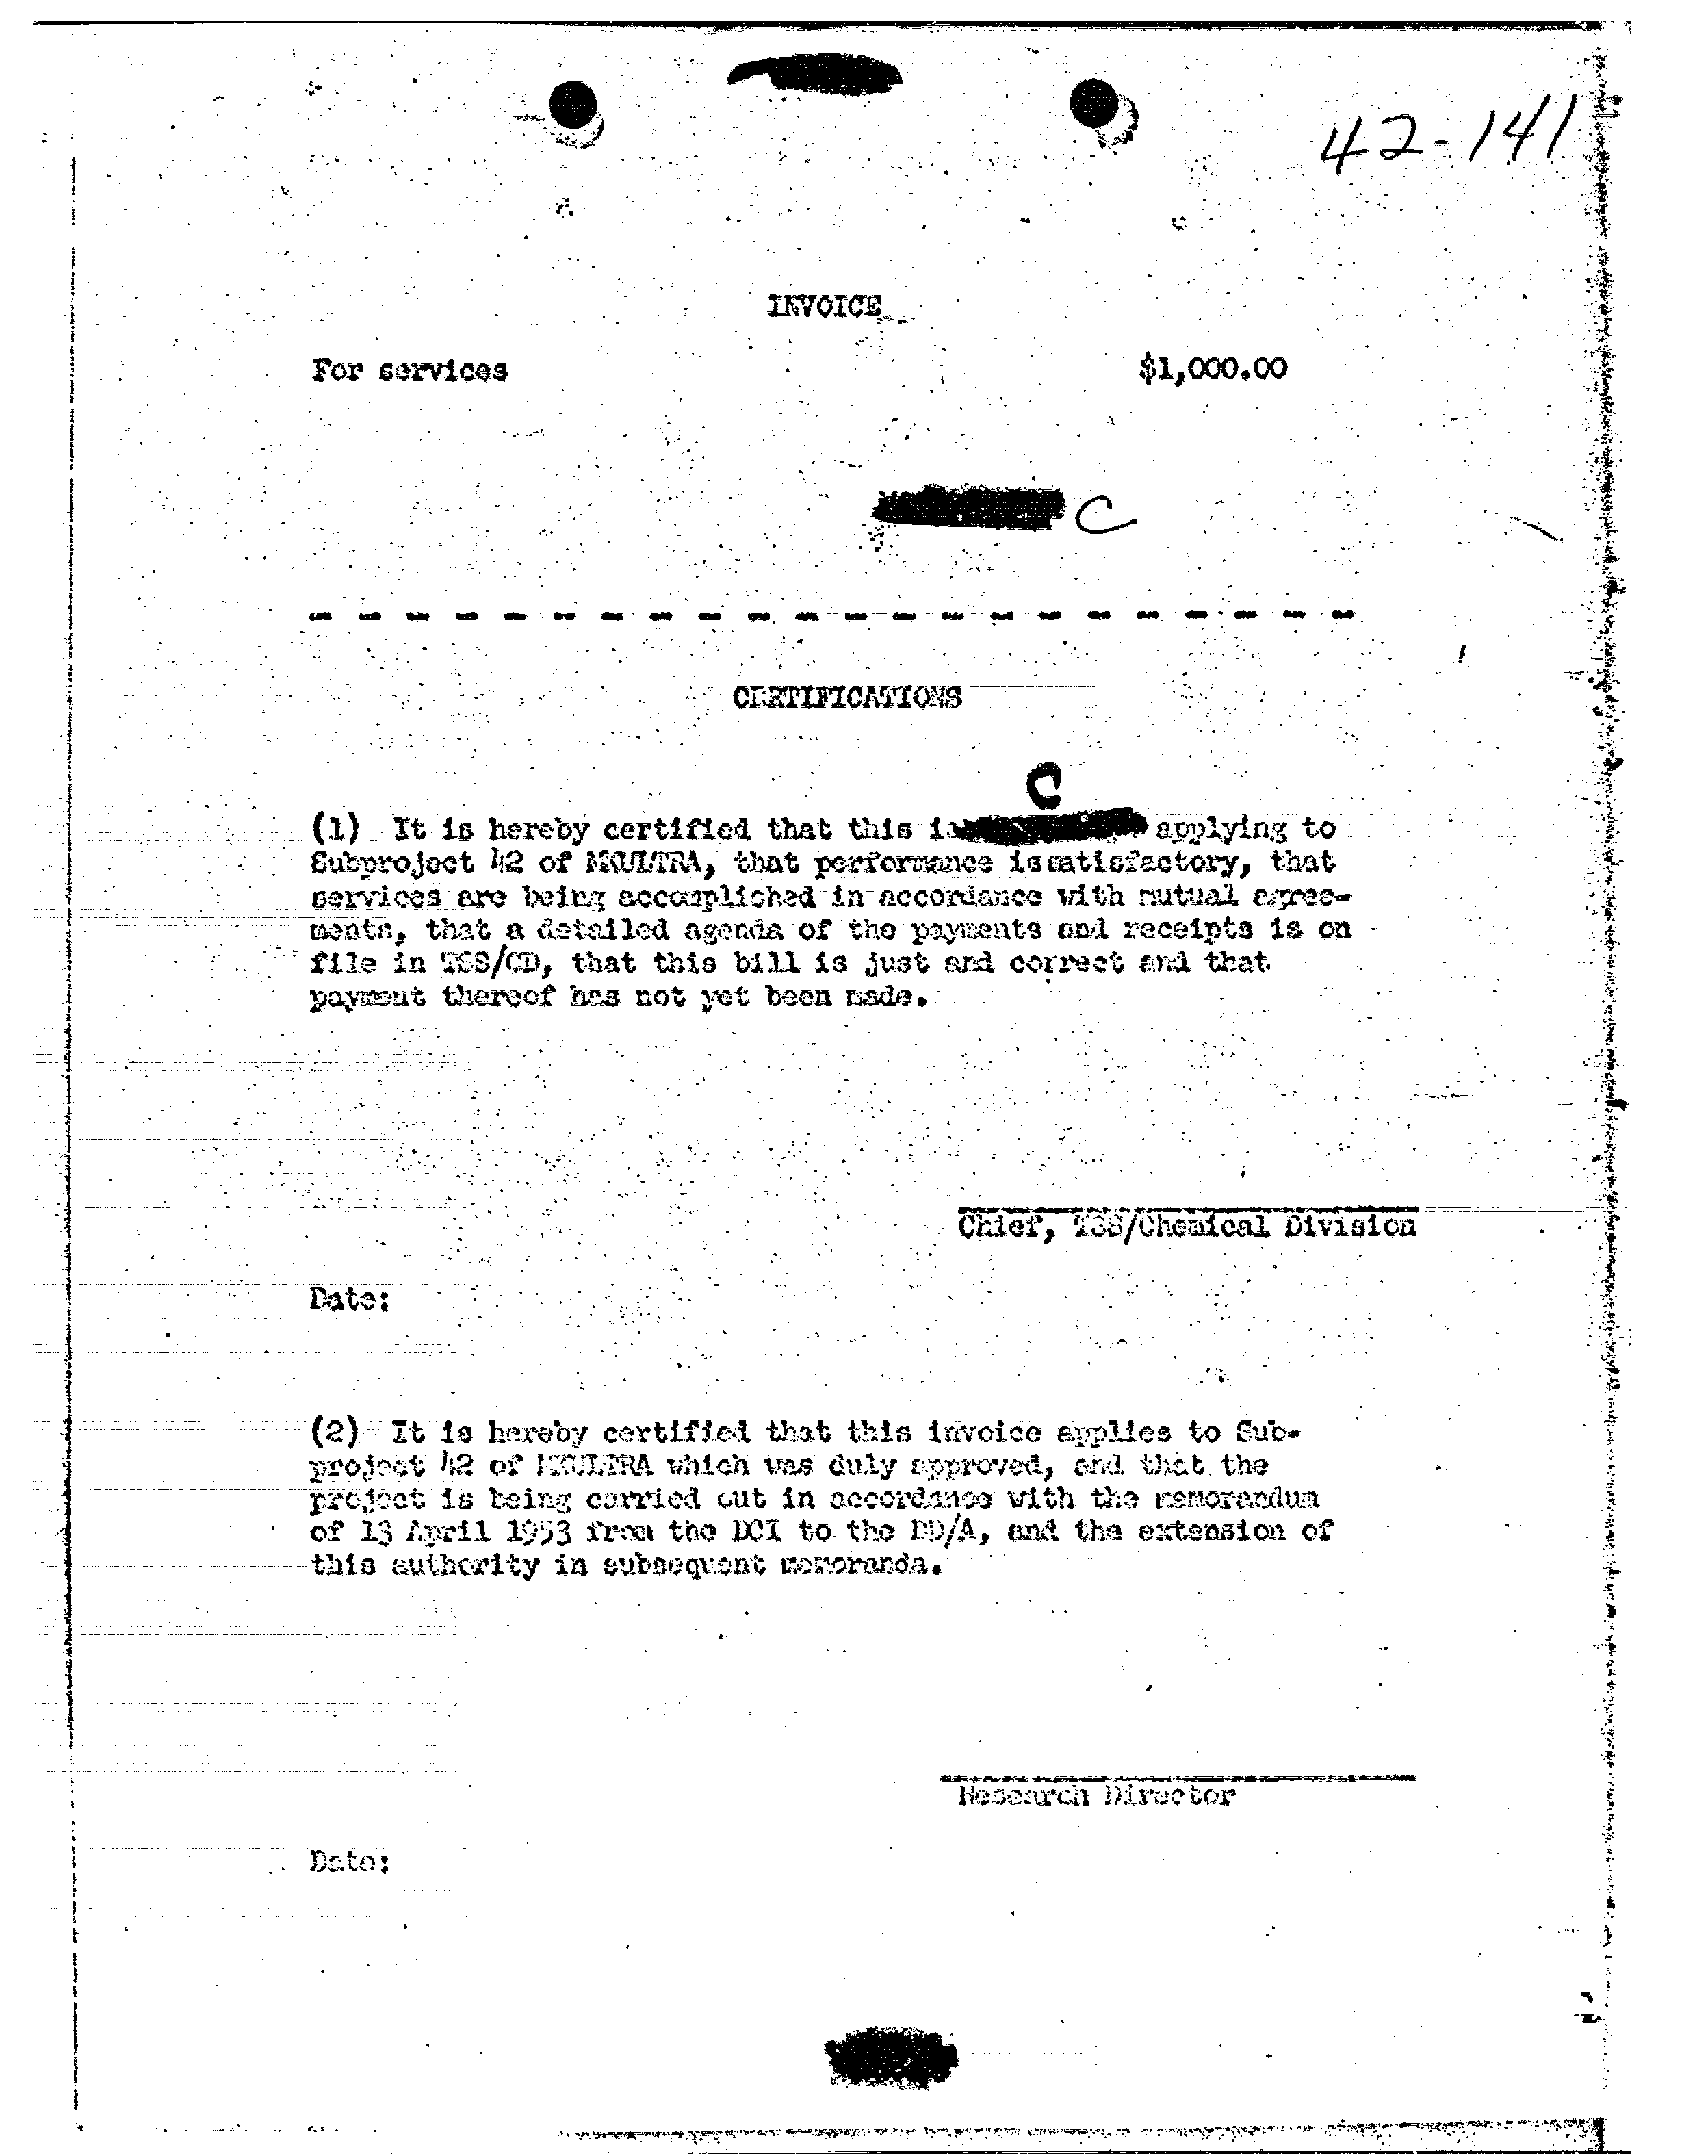 42-141
INVOICE
For services $1,000.00
C
CERTIFICATIONS
C
(1) It is hereby certified that this applying to
Subproject 42 of MKULTRA, that performance is satisfactory, that
services are being accomplished in accordance with mutual agree-
ments, that a detailed agenda of the payments and receipts is on
file in TSS/CD, that this bill is just and correct and that
payment thereof has not yet been made.
Chief, TSS/Chemical Division
Date:
(2) It is hereby certified that this invoice applies to Sub-
project 42 of MKULTRA which was duly approved, and that the
project is being carried out in accordance with the memorandum
of 13 April 1953 from the DCI to the DD/A, and the extension of
this authority in subsequent memoranda.
Research Director
Date: